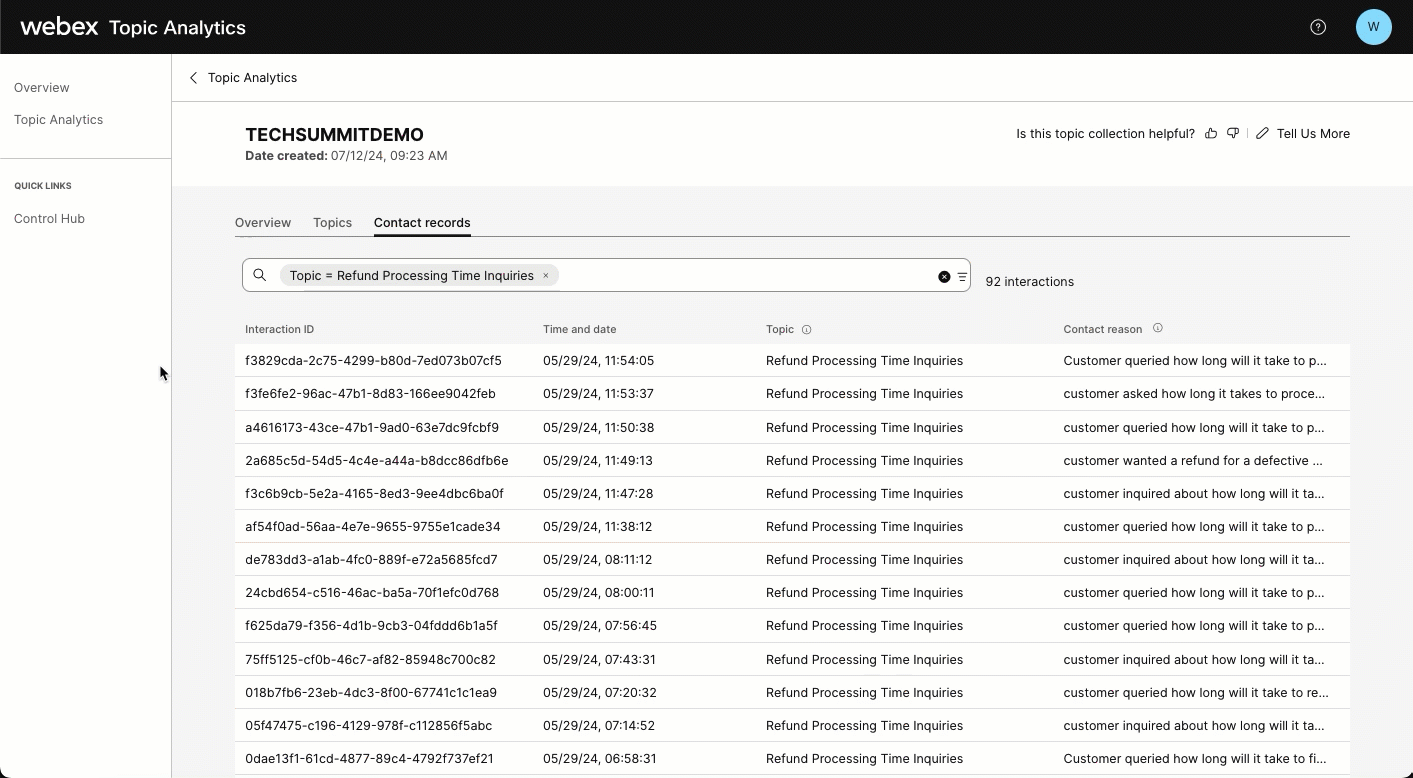 webex Topic Analytics
W
Overview
Topic Analytics
QUICK LINKS
Control Hub
Topic Analytics
TECHSUMMITDEMO
Date created: 07/12/24, 09:23 AM
Is this topic collection helpful? Tell Us More
Overview Topics Contact records
Topic = Refund Processing Time Inquiries ×
92 interactions
Interaction ID Time and date Topic Contact reason
f3829cda-2c75-4299-b80d-7ed073b07cf5 05/29/24, 11:54:05 Refund Processing Time Inquiries Customer queried how long will it take to p...
f3fe6fe2-96ac-47b1-8d83-166ee9042feb 05/29/24, 11:53:37 Refund Processing Time Inquiries customer asked how long it takes to proce...
a4616173-43ce-47b1-9ad0-63e7dc9fcbf9 05/29/24, 11:50:38 Refund Processing Time Inquiries customer queried how long will it take to p...
2a685c5d-54d5-4c4e-a44a-b8dcc86dfb6e 05/29/24, 11:49:13 Refund Processing Time Inquiries customer wanted a refund for a defective ...
f3c6b9cb-5e2a-4165-8ed3-9ee4dbc6ba0f 05/29/24, 11:47:28 Refund Processing Time Inquiries customer inquired about how long will it ta...
af54f0ad-56aa-4e7e-9655-9755e1cade34 05/29/24, 11:38:12 Refund Processing Time Inquiries customer queried how long will it take to p...
de783dd3-a1ab-4fc0-889f-e72a5685fcd7 05/29/24, 08:11:12 Refund Processing Time Inquiries customer inquired about how long will it ta...
24cbd654-c516-46ac-ba5a-70f1efc0d768 05/29/24, 08:00:11 Refund Processing Time Inquiries customer queried how long will it take to p...
f625da79-f356-4d1b-9cb3-04fddd6b1a5f 05/29/24, 07:56:45 Refund Processing Time Inquiries customer queried how long will it take to p...
75ff5125-cf0b-46c7-af82-85948c700c82 05/29/24, 07:43:31 Refund Processing Time Inquiries customer inquired about how long will it ta...
018b7fb6-23eb-4dc3-8f00-67741c1c1ea9 05/29/24, 07:20:32 Refund Processing Time Inquiries customer queried how long will it take to re...
05f47475-c196-4129-978f-c112856f5abc 05/29/24, 07:14:52 Refund Processing Time Inquiries customer inquired about how long will it ta...
0dae13f1-61cd-4877-89c4-4792f737ef21 05/29/24, 06:58:31 Refund Processing Time Inquiries Customer queried how long will it take to fi...